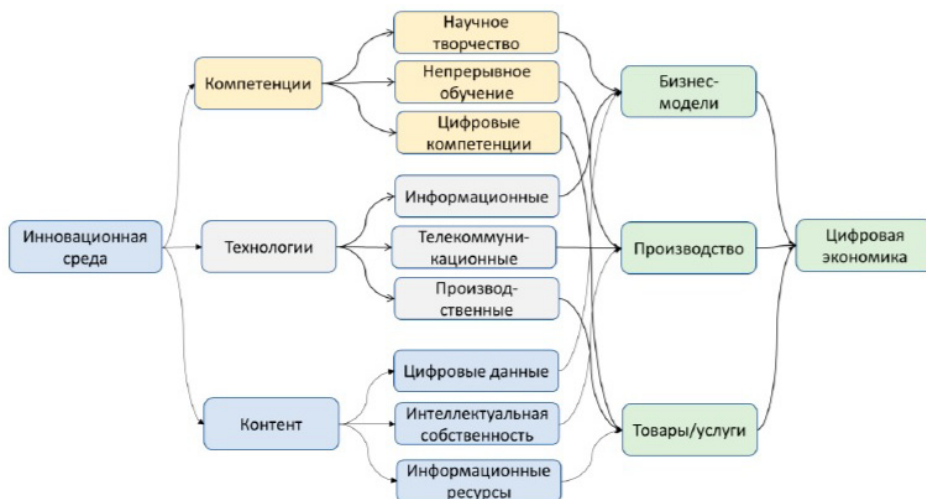 Научное
творчество
Компетенции
Непрерывное
обучение
Цифровые
компетенции
Бизнес-
модели
Инновационная
среда
Технологии
Информационные
Телекоммуни-
кационные
Производ-
ственные
Производство
Цифровая
экономика
Контент
Цифровые данные
Интеллектуальная
собственность
Информационные
ресурсы
Товары/услуги